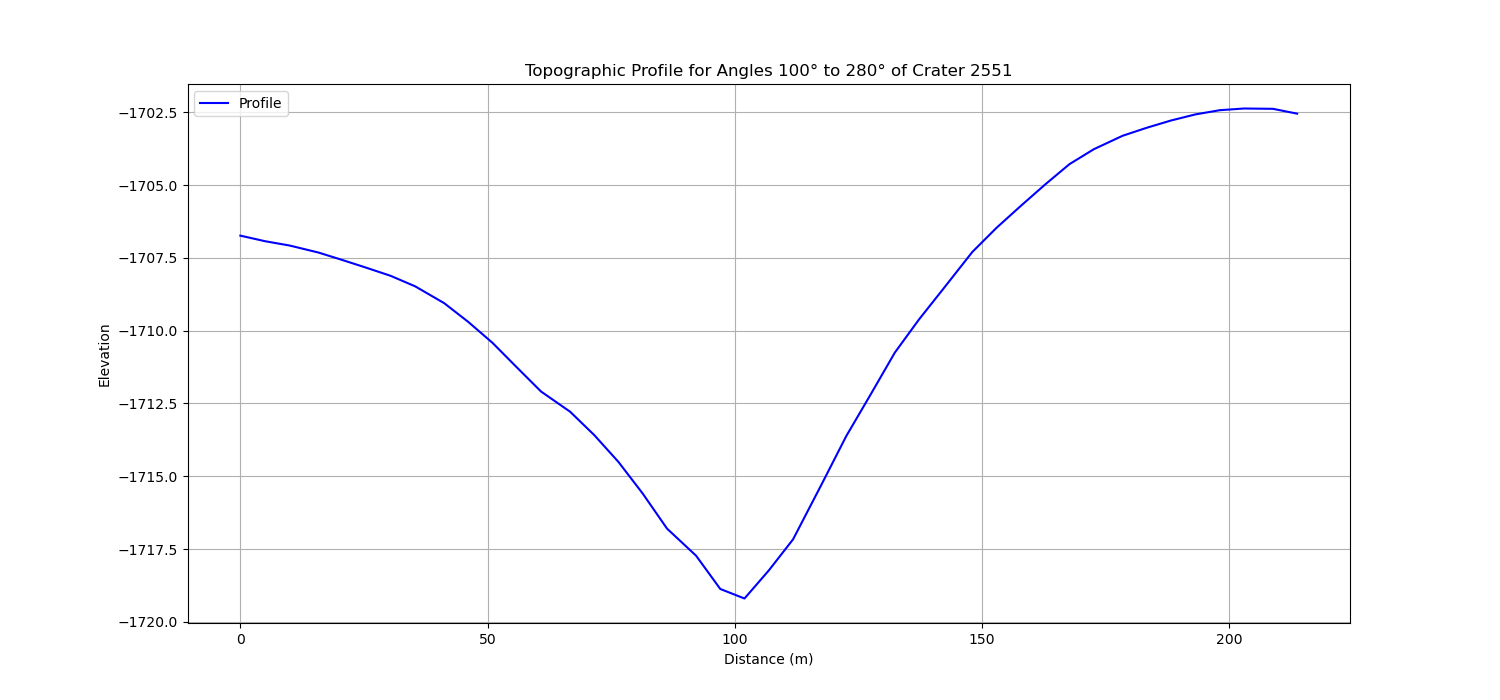 Topographic Profile for Angles 100° to 280° of Crater 2551
Profile
Elevation
−1702.5
−1705.0
−1707.5
−1710.0
−1712.5
−1715.0
−1717.5
−1720.0
0 50 100 150 200
Distance (m)